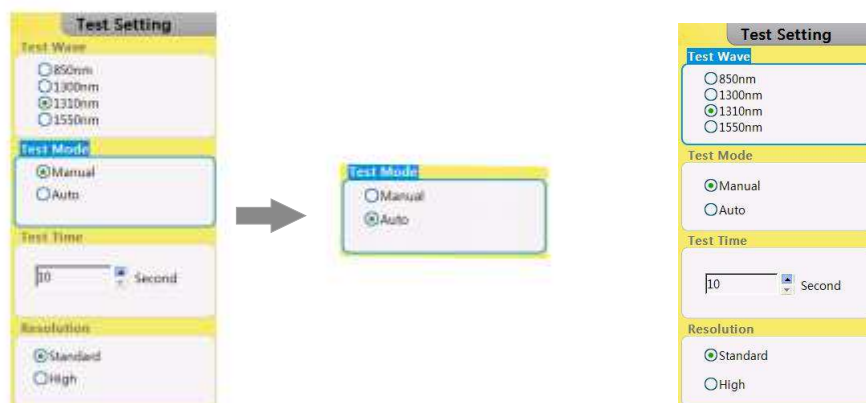 Test Setting
Test Wave
850nm
1300nm
1310nm
1550nm
Test Mode
Manual
Auto
Test Time
10 Second
Resolution
Standard
High
Test Mode
Manual
Auto
Test Setting
Test Wave
850nm
1300nm
1310nm
1550nm
Test Mode
Manual
Auto
Test Time
10 Second
Resolution
Standard
High